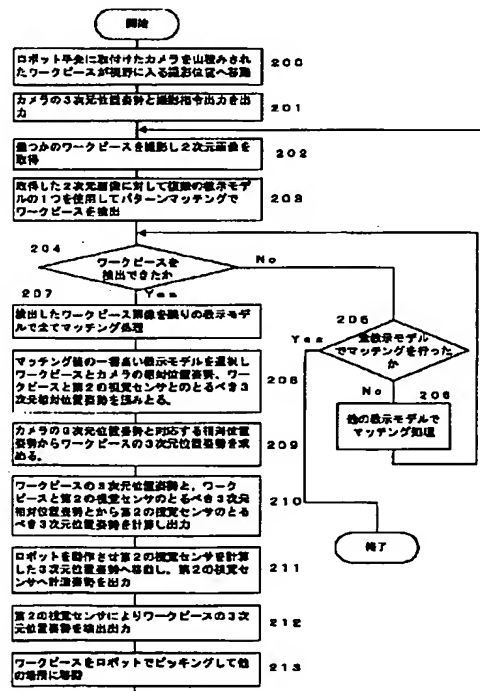 開始
ロボット手先に取付けたカメラを山積みされ
たワークピースが視野に入る撮影位置へ移動
200
カメラの3次元位置姿勢と撮影指令出力を出
力
201
幾つかのワークピースを撮影し2次元画像を
取得
202
取得した2次元画像に対して複数の教示モデ
ルの1つを使用してパターンマッチングで
ワークピースを検出
203
204
ワークピースを
検出できたか
No
Yes
207
検出したワークピース画像を残りの教示モデ
ルで全てマッチング処理
205
全教示モデル
でマッチングを行った
か
Yes
No
206
他の教示モデルで
マッチング処理
マッチング値の一番高い教示モデルを選択し
ワークピースとカメラの相対位置姿勢、ワー
クピースと第2の視覚センサとのとるべき3
次元相対位置姿勢を読みとる。
208
カメラの3次元位置姿勢と対応する相対位置
姿勢からワークピースの3次元位置姿勢を求
める。
209
ワークピースの3次元位置姿勢と、ワーク
ピースと第2の視覚センサのとるべき3次元
相対位置姿勢とから第2の視覚センサのとる
べき3次元位置姿勢を計算し出力
210
終了
ロボットを動作させ第2の視覚センサを計算
した3次元位置姿勢へ移動し、第2の視覚セ
ンサへ計測指令を出力
211
第2の視覚センサによりワークピースの3次
元位置姿勢を検出出力
212
ワークピースをロボットでピッキングして他
の場所に移動
213